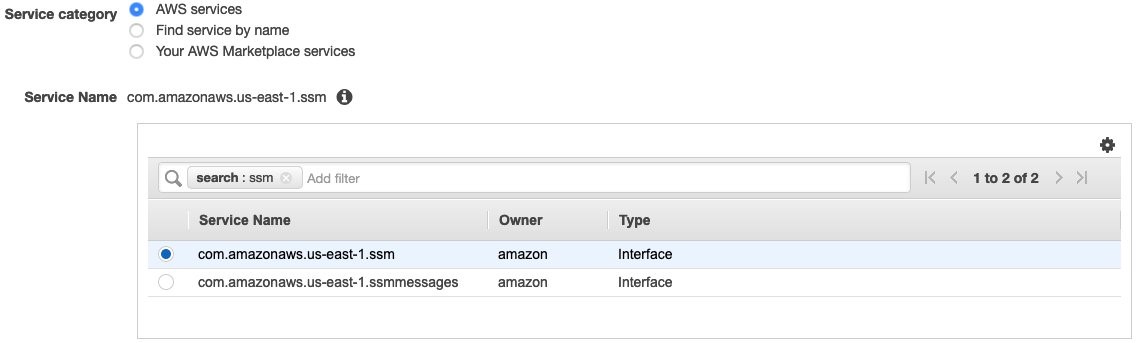 Service category AWS services
Find service by name
Your AWS Marketplace services
Service Name com.amazonaws.us-east-1.ssm
search : ssm Add filter 1 to 2 of 2
Service Name Owner Type
com.amazonaws.us-east-1.ssm amazon Interface
com.amazonaws.us-east-1.ssmmessages amazon Interface